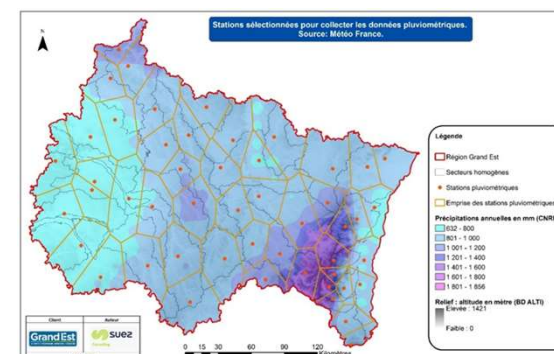 Stations sélectionnées pour collecter les données pluviométriques.
Source: Météo France.
N
Légende
Région Grand Est
Secteurs homogènes
Stations pluviométriques
Emprise des stations pluviométriques
Précipitations annuelles en mm (CNRS
632 - 800
801 - 1 000
1 001 - 1 200
1 201 - 1 400
1 401 - 1 600
1 601 - 1 800
1 801 - 1 856
Relief : altitude en mètre (BD ALTI)
Elevée : 1421
Faible : 0
Client
Auteur
Grand Est
suez
0 15 30 60 90 120
Kilomètres